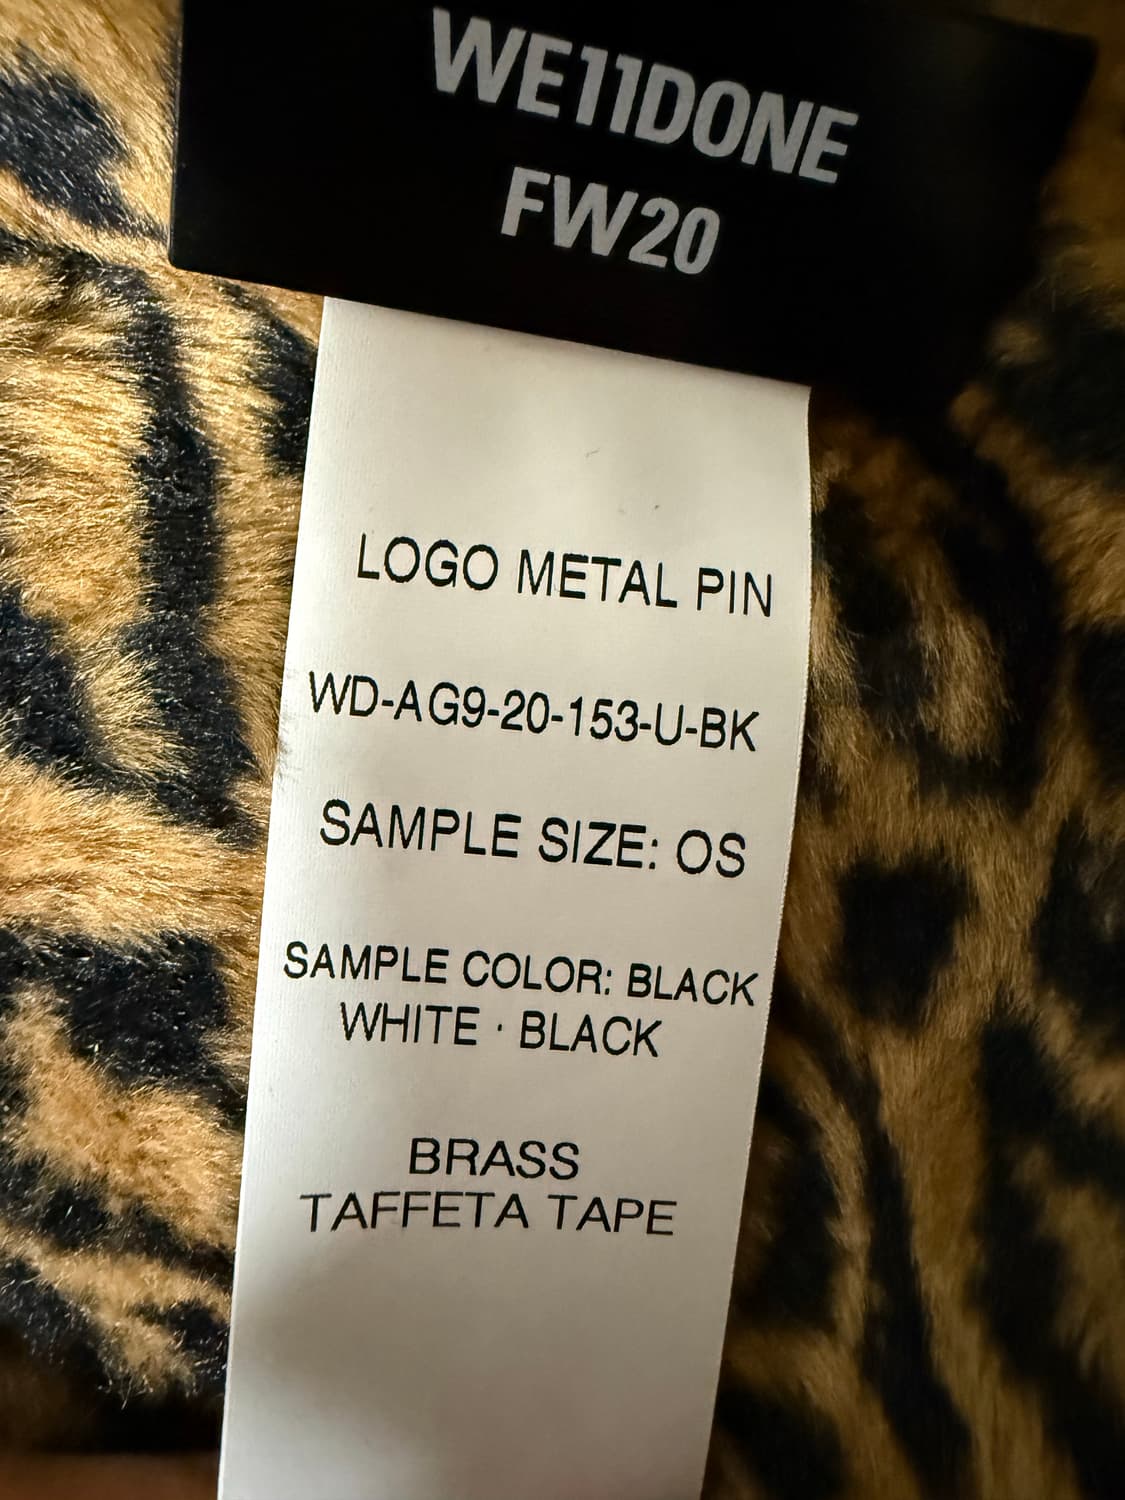 WE11DONE
FW20
LOGO METAL PIN
WD-AG9-20-153-U-BK
SAMPLE SIZE: OS
SAMPLE COLOR: BLACK
WHITE · BLACK
BRASS
TAFFETA TAPE